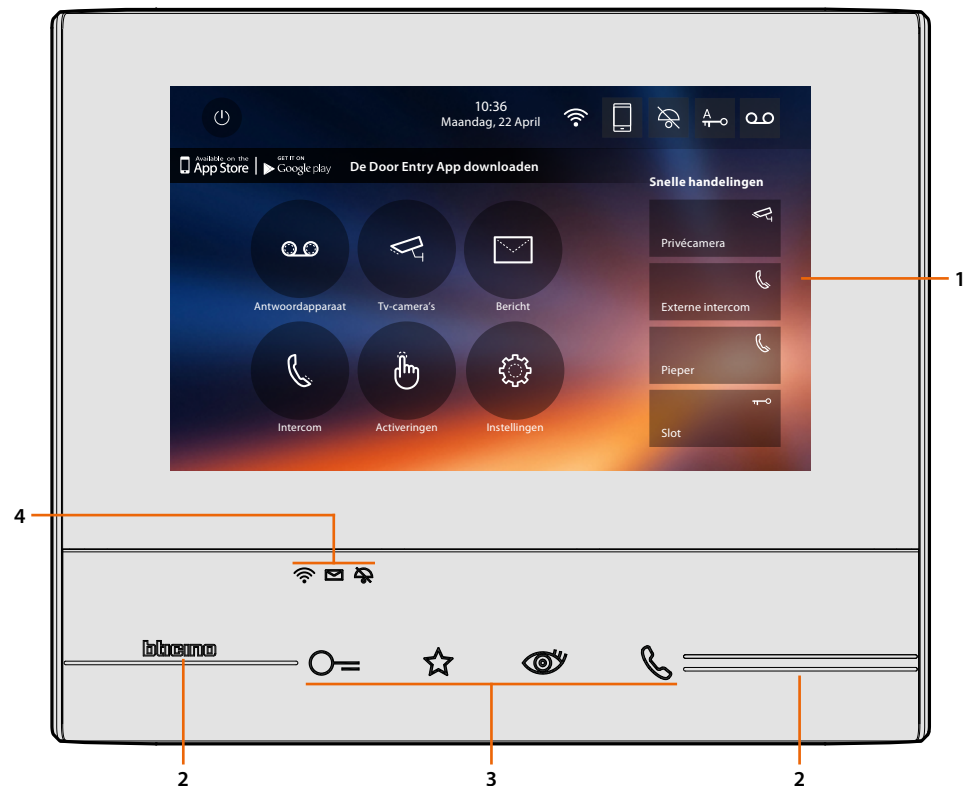 10:36
Maandag, 22 April
A
Available on the
App Store
GET IT ON
Google play
De Door Entry App downloaden
Snelle handelingen
Privécamera
Externe intercom
Pieper
Slot
Antwoordapparaat
Tv-camera's
Bericht
Intercom
Activeringen
Instellingen
1
4
bticino
2
3
2